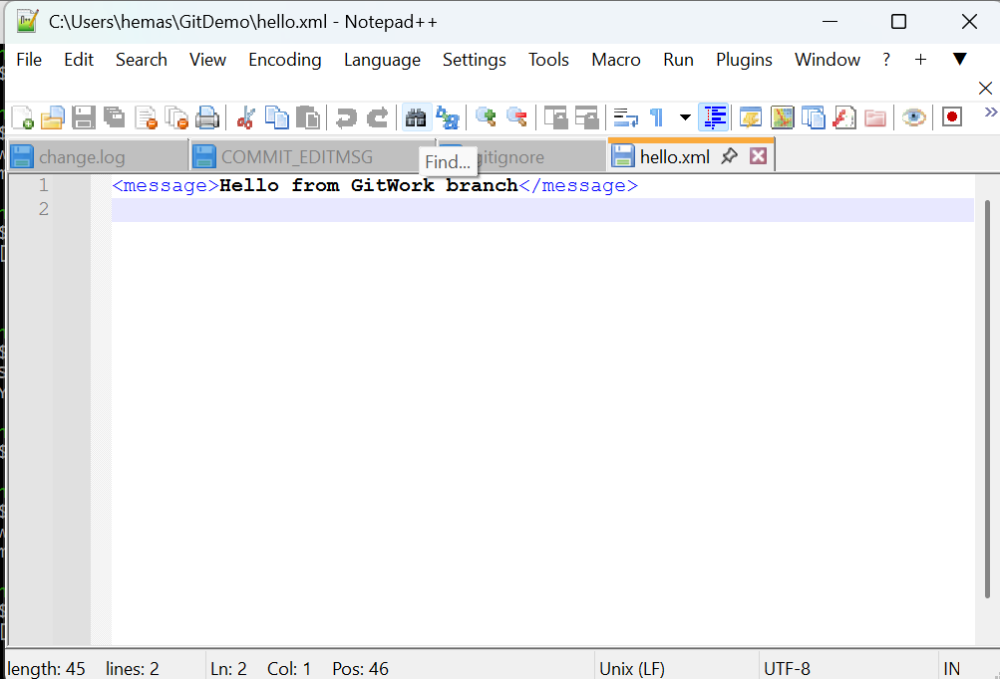 C:\Users\hemas\GitDemo\hello.xml - Notepad++
File Edit Search View Encoding Language Settings Tools Macro Run Plugins Window ? + ▼
change.log COMMIT_EDITMSG gitignore hello.xml
Find...
1 <message>Hello from GitWork branch</message>
2
length: 45 lines: 2 Ln: 2 Col: 1 Pos: 46 Unix (LF) UTF-8 IN